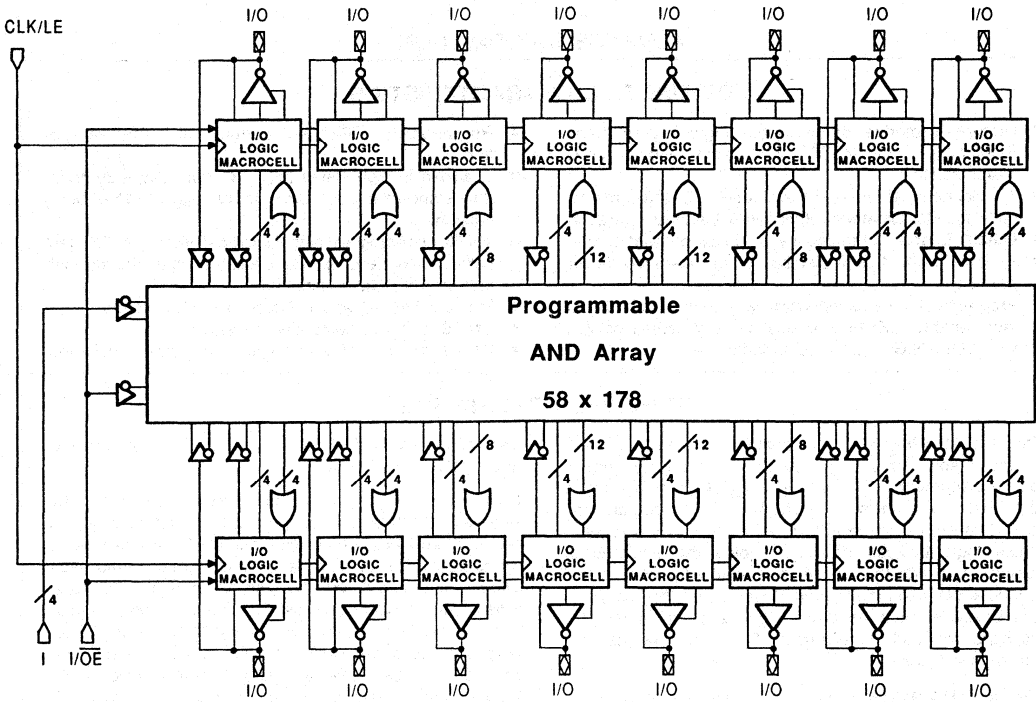 I/O I/O I/O I/O I/O I/O I/O I/O
CLK/LE
I/O I/O I/O I/O I/O I/O I/O I/O
LOGIC LOGIC LOGIC LOGIC LOGIC LOGIC LOGIC LOGIC
MACROCELL MACROCELL MACROCELL MACROCELL MACROCELL MACROCELL MACROCELL MACROCELL
4 4 4 4 4 4 4 4 4 4 4 4
8 12 12 8
Programmable
AND Array
58 x 178
8 12 12 8
4 4 4 4 4 4 4 4 4 4 4 4
I/O I/O I/O I/O I/O I/O I/O I/O
LOGIC LOGIC LOGIC LOGIC LOGIC LOGIC LOGIC LOGIC
MACROCELL MACROCELL MACROCELL MACROCELL MACROCELL MACROCELL MACROCELL MACROCELL
4
I I/OE
I/O I/O I/O I/O I/O I/O I/O I/O